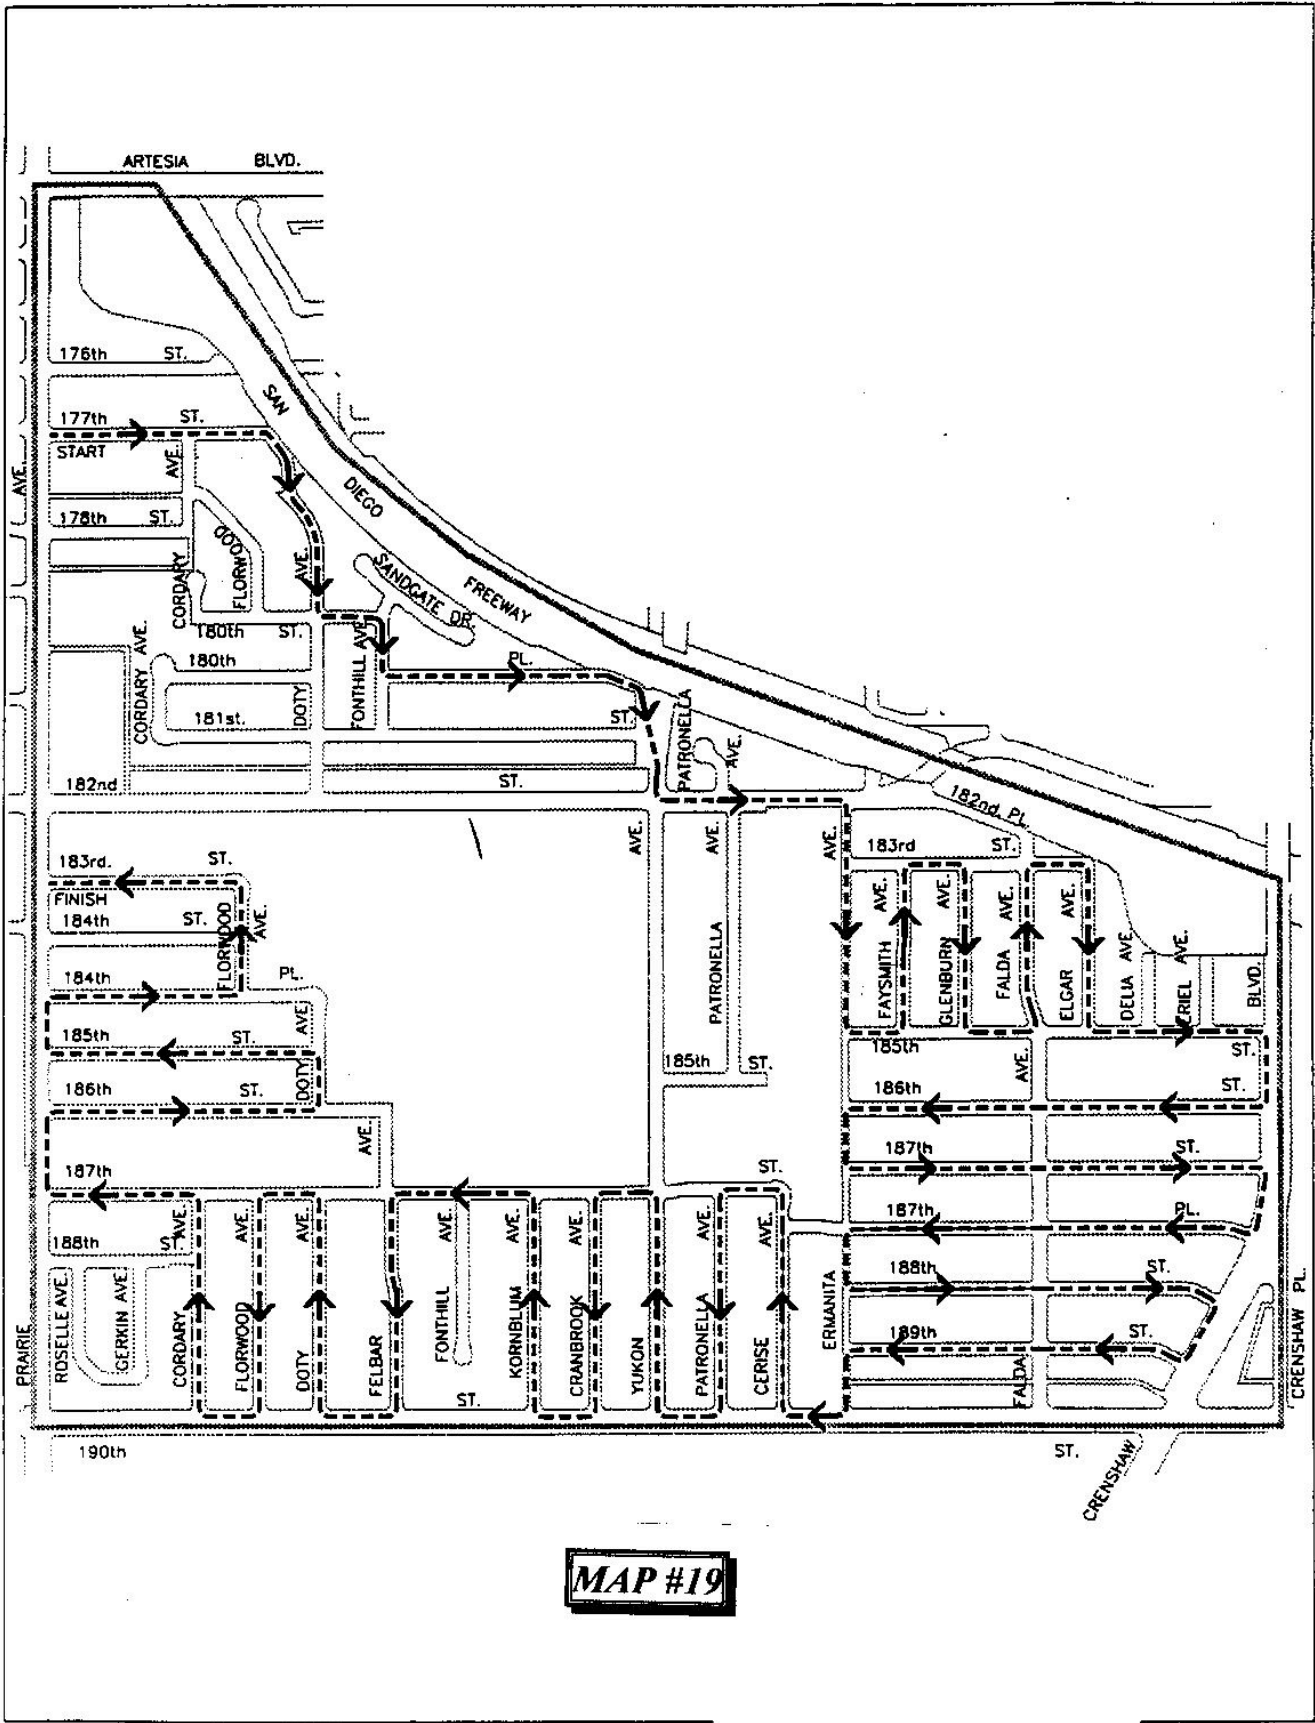 ARTESIA BLVD.
176th ST.
SAN
177th ST.
START
AVE.
AVE.
DIEGO
178th ST.
FLORWOOD
AVE.
SANDGATE DR.
FREEWAY
CORDARY
180th ST.
FONTHILL AVE.
CORDARY AVE.
180th PL.
DOTY
181st. ST.
PATRONELLA AVE.
182nd ST.
182nd. PL.
183rd. ST.
AVE.
AVE.
AVE.
183rd ST.
FINISH
184th ST.
FLORWOOD AVE.
FAYSMITH AVE.
GLENBURN AVE.
FALDA
ELGAR AVE.
DELIA AVE.
ERIEL AVE.
BLVD.
184th PL.
PATRONELLA
185th ST.
DOTY AVE.
185th ST.
185th ST.
186th ST.
AVE.
186th ST.
AVE.
187th ST.
187th ST.
187th PL.
188th ST.
188th ST.
189th ST.
PRAIRIE
ROSELLE AVE.
GERKIN AVE.
CORDARY AVE.
FLORWOOD AVE.
DOTY AVE.
FELBAR
FONTHILL AVE.
KORNBLUM AVE.
CRANBROOK AVE.
YUKON
PATRONELLA AVE.
CERISE AVE.
ERMANITA
FALDA
CRENSHAW PL.
ST.
190th ST.
CRENSHAW
MAP #19